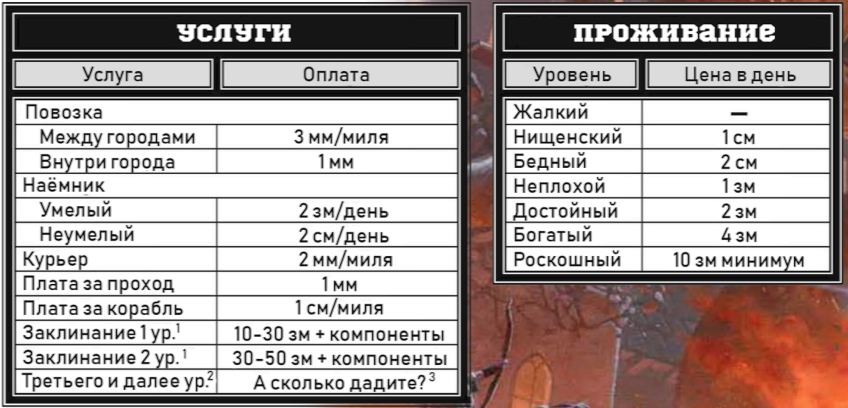 УСЛУГИ
Услуга Оплата
Повозка
Между городами 3 мм/миля
Внутри города 1 мм
Наёмник
Умелый 2 зм/день
Неумелый 2 см/день
Курьер 2 мм/миля
Плата за проход 1 мм
Плата за корабль 1 см/миля
Заклинание 1 ур.¹ 10-30 зм + компоненты
Заклинание 2 ур.¹ 30-50 зм + компоненты
Третьего и далее ур.² А сколько дадите?³
ПРОЖИВАНИЕ
Уровень Цена в день
Жалкий —
Нищенский 1 см
Бедный 2 см
Неплохой 1 зм
Достойный 2 зм
Богатый 4 зм
Роскошный 10 зм минимум